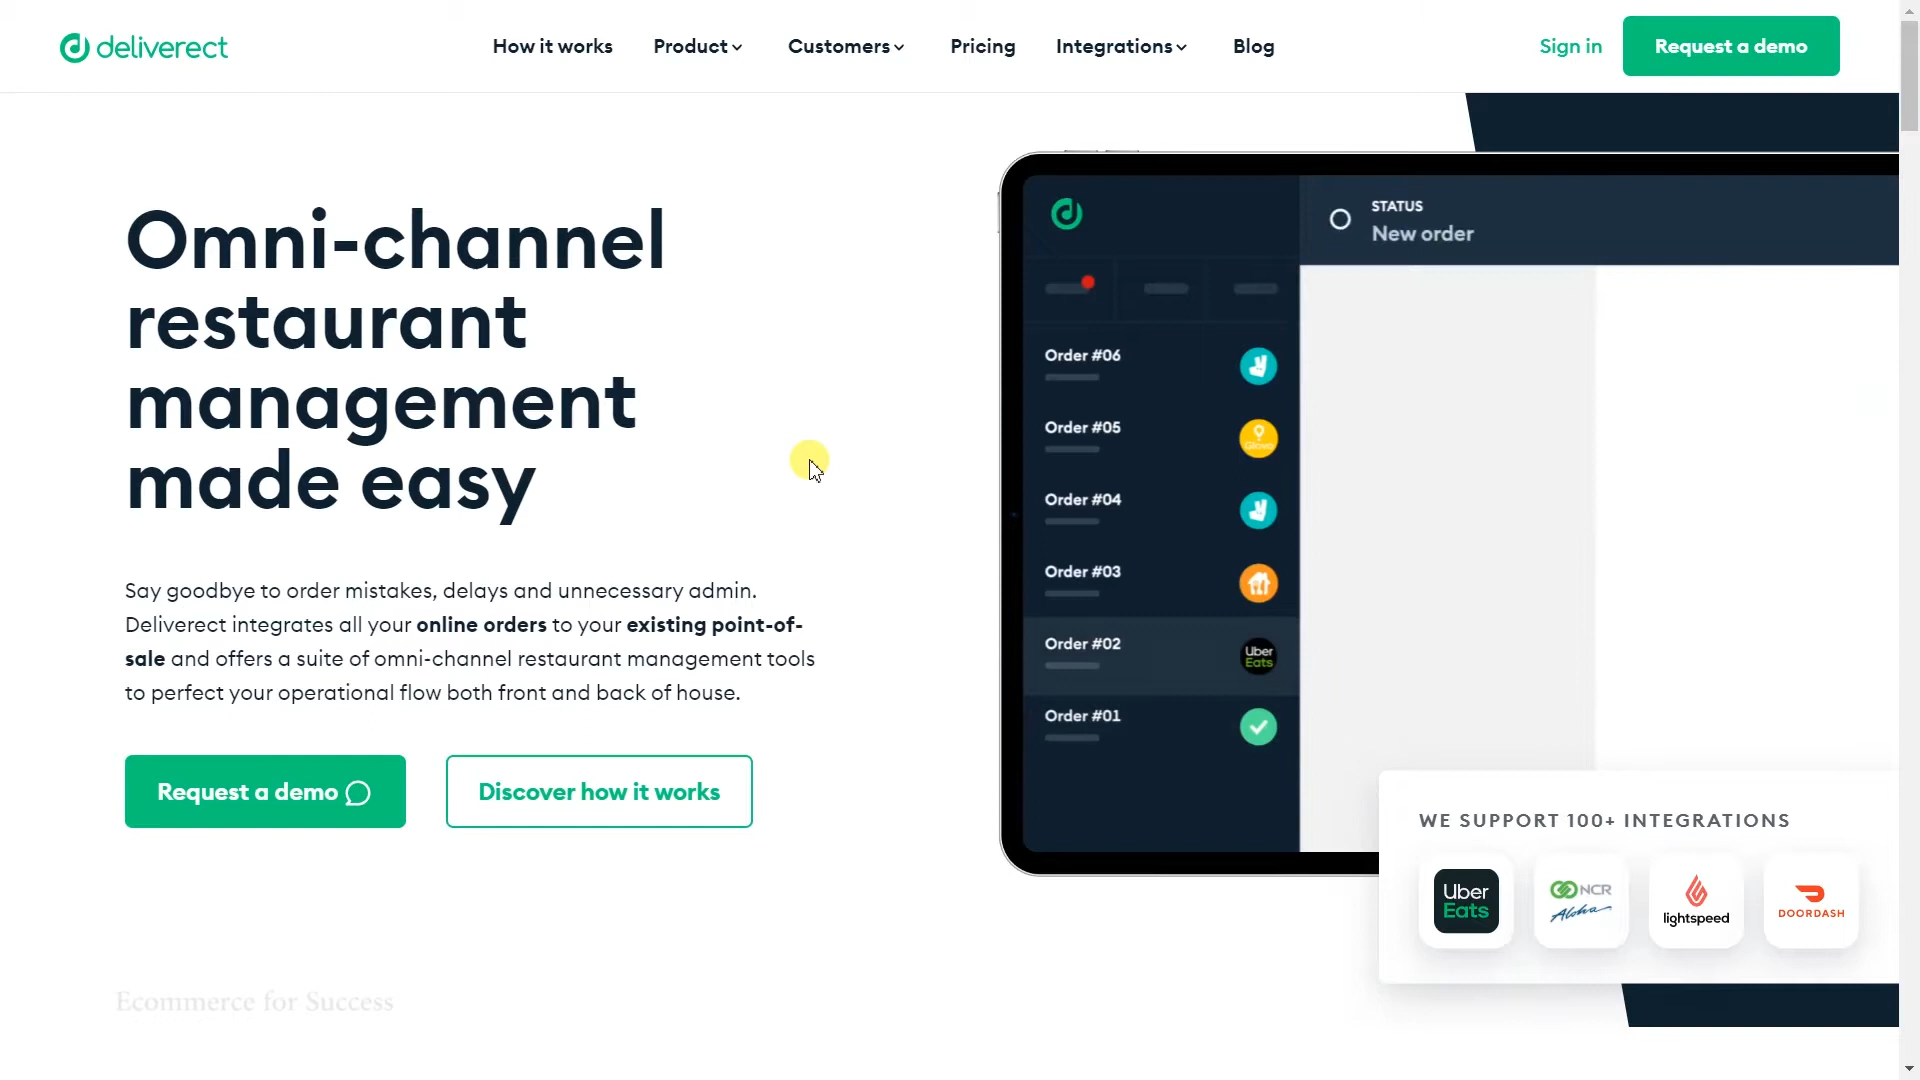 deliverect
How it works
Product
Customers
Pricing
Integrations
Blog
Sign in
Request a demo
Omni-channel
restaurant
management
made easy
Say goodbye to order mistakes, delays and unnecessary admin.
Deliverect integrates all your online orders to your existing point-of-
sale and offers a suite of omni-channel restaurant management tools
to perfect your operational flow both front and back of house.
Request a demo
Discover how it works
STATUS
New order
Order #06
Order #05
Glovo
Order #04
Order #03
Order #02
Uber
Eats
Order #01
WE SUPPORT 100+ INTEGRATIONS
Uber
Eats
NCR
Aloha
lightspeed
DOORDASH
Ecommerce for Success